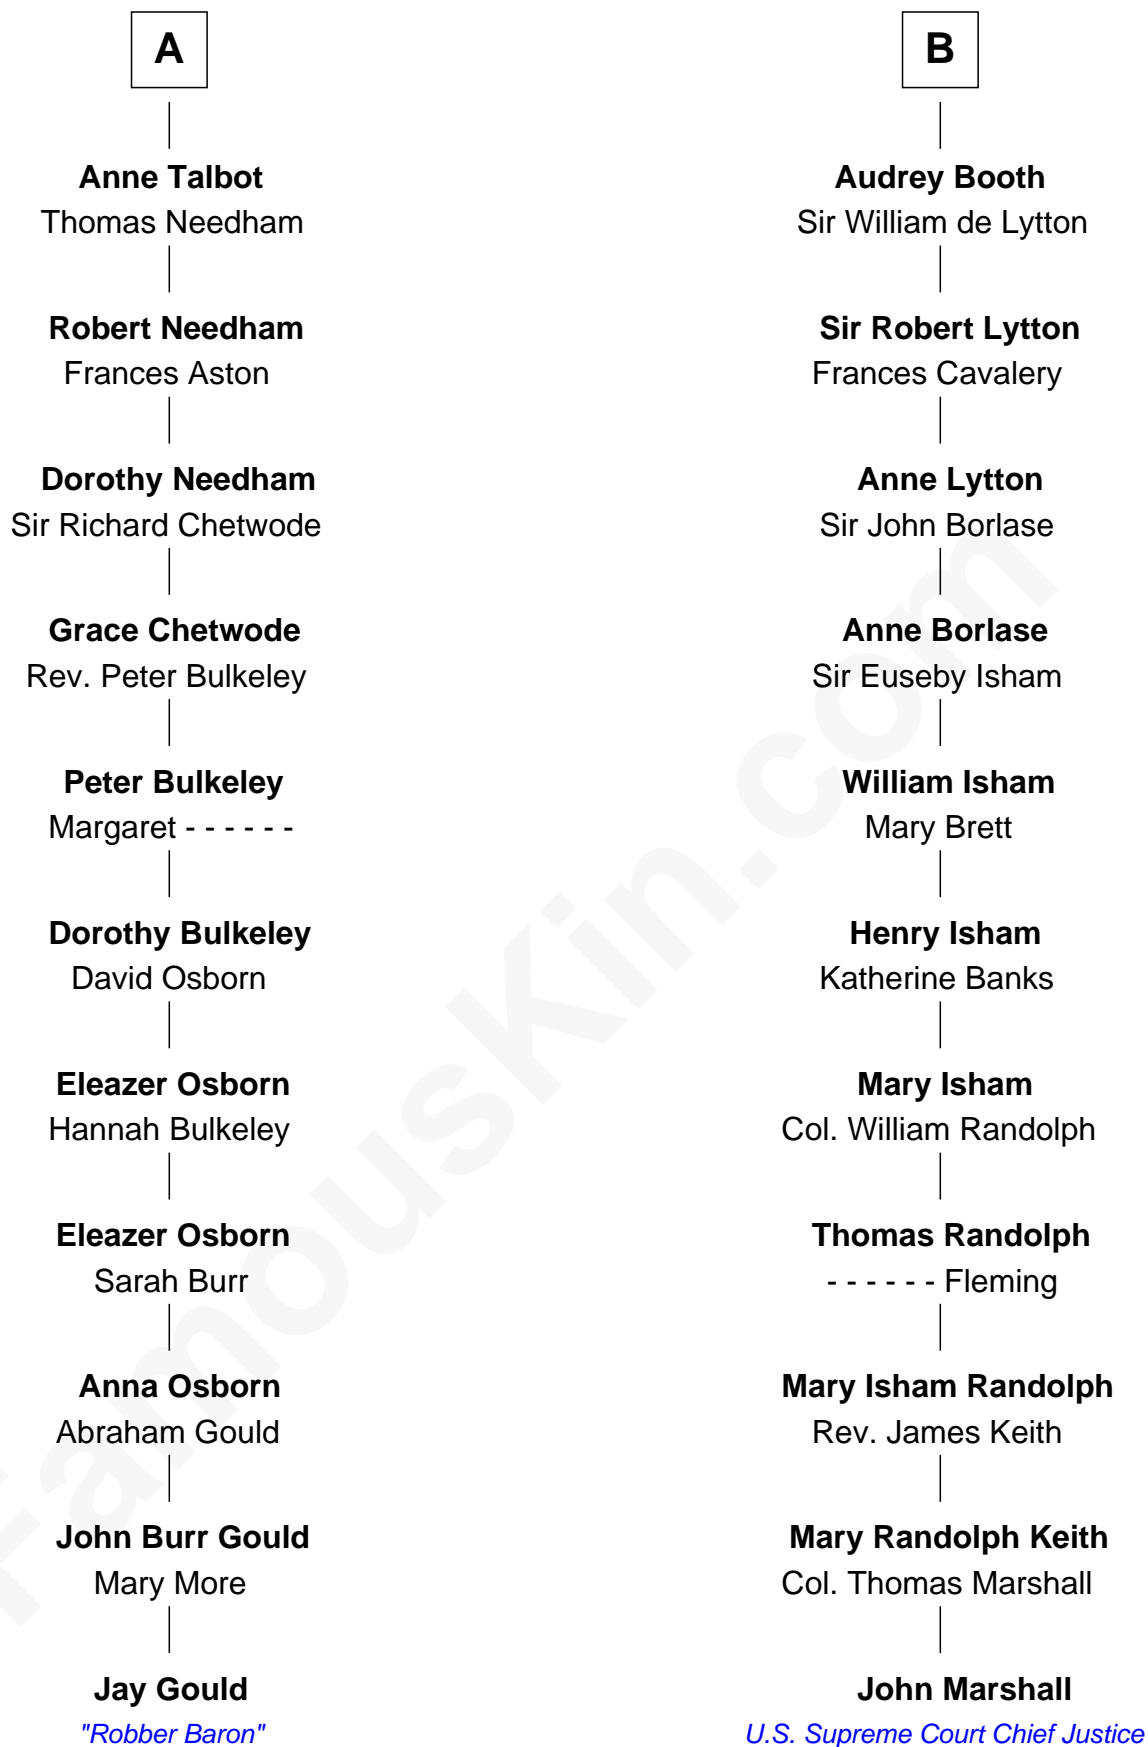 A
Anne Talbot
Thomas Needham
Robert Needham
Frances Aston
Dorothy Needham
Sir Richard Chetwode
Grace Chetwode
Rev. Peter Bulkeley
Peter Bulkeley
Margaret - - - - - -
Dorothy Bulkeley
David Osborn
Eleazer Osborn
Hannah Bulkeley
Eleazer Osborn
Sarah Burr
Anna Osborn
Abraham Gould
John Burr Gould
Mary More
Jay Gould
"Robber Baron"
B
Audrey Booth
Sir William de Lytton
Sir Robert Lytton
Frances Cavalery
Anne Lytton
Sir John Borlase
Anne Borlase
Sir Euseby Isham
William Isham
Mary Brett
Henry Isham
Katherine Banks
Mary Isham
Col. William Randolph
Thomas Randolph
- - - - - - Fleming
Mary Isham Randolph
Rev. James Keith
Mary Randolph Keith
Col. Thomas Marshall
John Marshall
U.S. Supreme Court Chief Justice
FamousKin.com